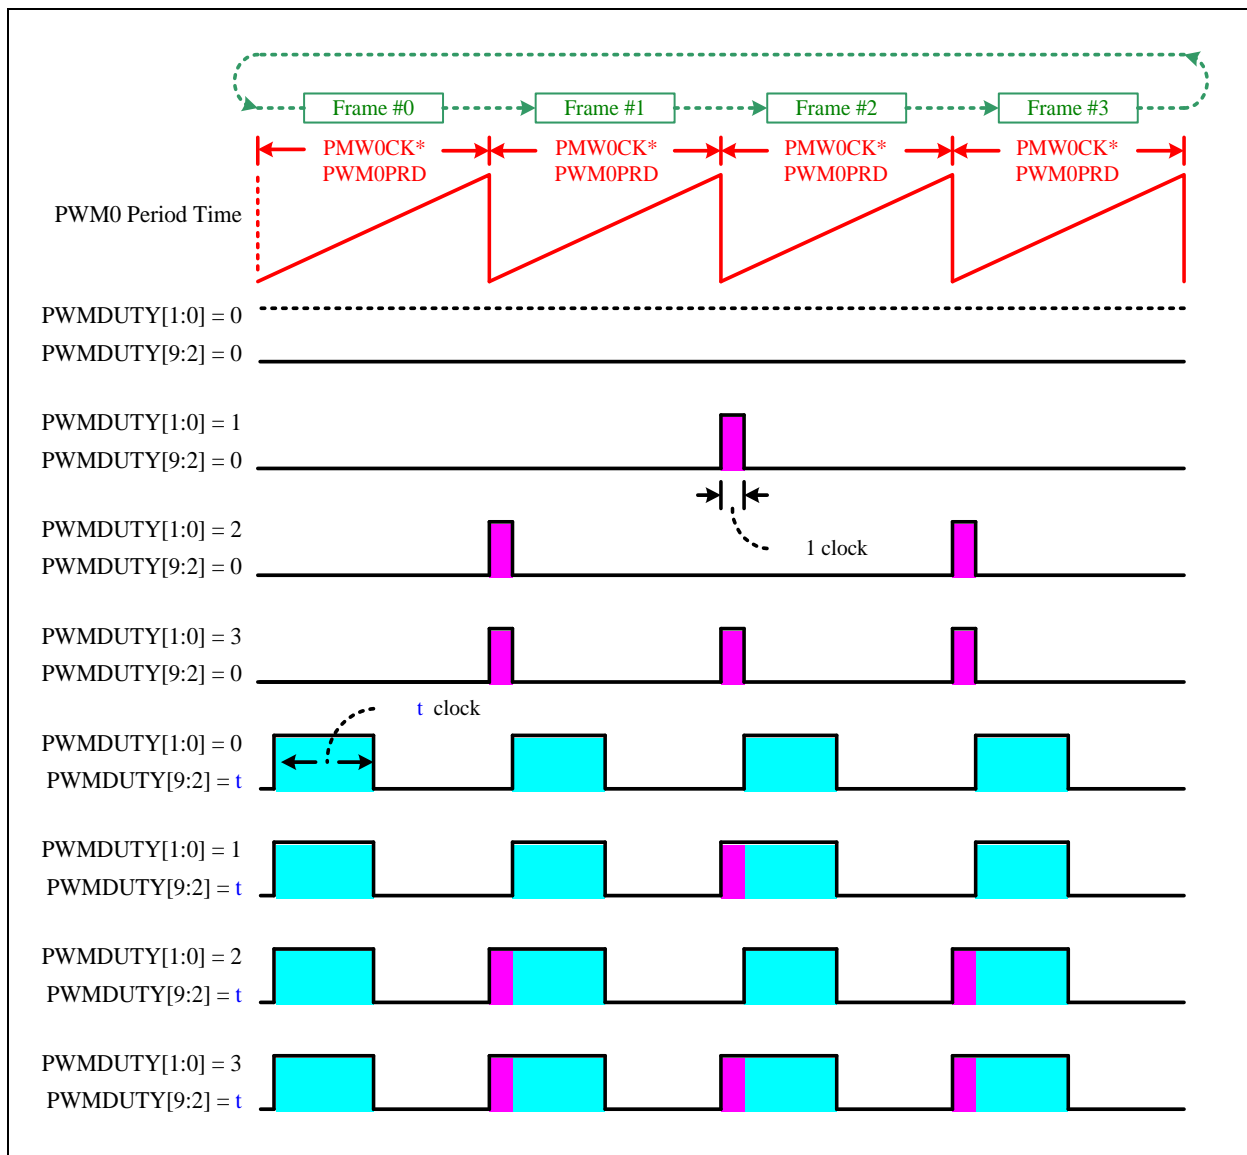 Frame #0 Frame #1 Frame #2 Frame #3
PMW0CK* PMW0CK* PMW0CK* PMW0CK*
PWM0PRD PWM0PRD PWM0PRD PWM0PRD
PWM0 Period Time
PWMDUTY[1:0] = 0
PWMDUTY[9:2] = 0
PWMDUTY[1:0] = 1
PWMDUTY[9:2] = 0
PWMDUTY[1:0] = 2
1 clock
PWMDUTY[9:2] = 0
PWMDUTY[1:0] = 3
PWMDUTY[9:2] = 0
t clock
PWMDUTY[1:0] = 0
PWMDUTY[9:2] = t
PWMDUTY[1:0] = 1
PWMDUTY[9:2] = t
PWMDUTY[1:0] = 2
PWMDUTY[9:2] = t
PWMDUTY[1:0] = 3
PWMDUTY[9:2] = t